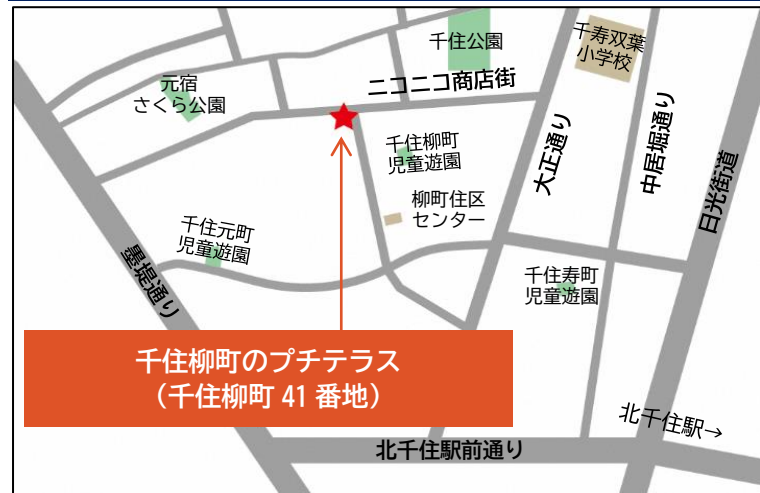 千住公園
千寿双葉
小学校
ニコニコ商店街
元宿
さくら公園
千住柳町
児童遊園
大正通り
中居堀通り
日光街道
柳町住区
センター
千住元町
児童遊園
墨堤通り
千住寿町
児童遊園
千住柳町のプチテラス
（千住柳町 41 番地）
北千住駅→
北千住駅前通り